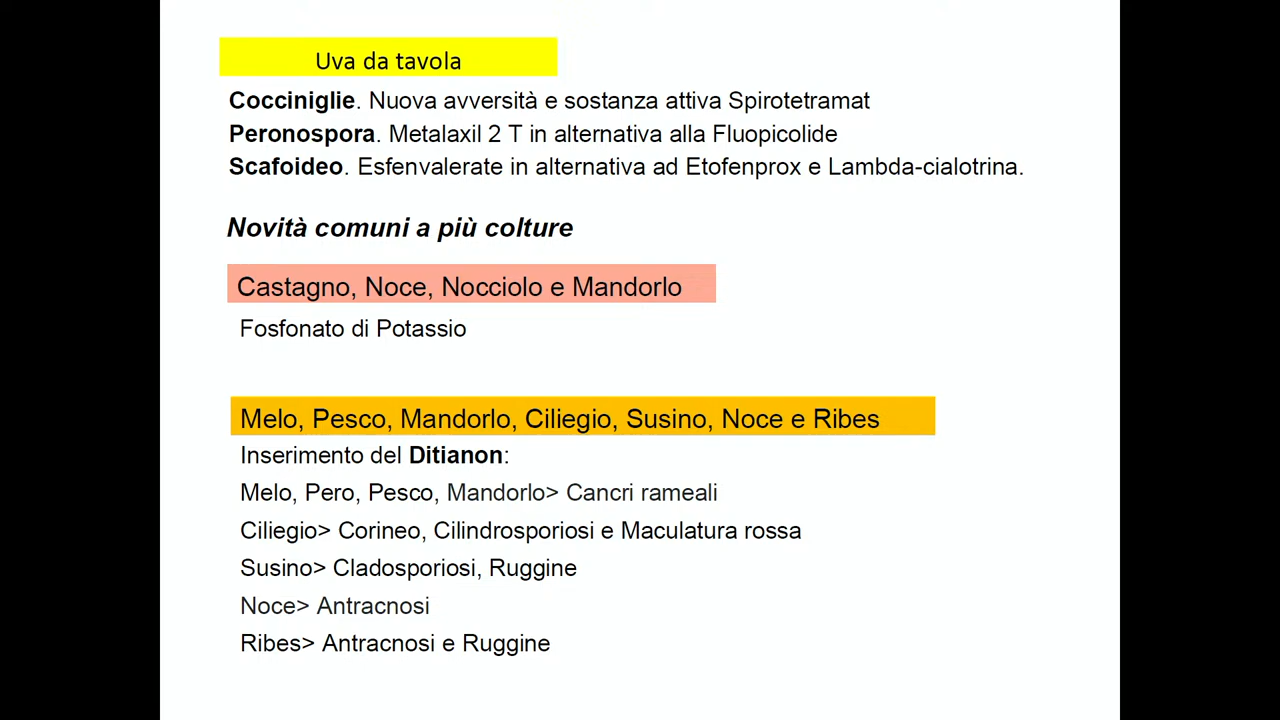 Uva da tavola
Cocciniglie. Nuova avversità e sostanza attiva Spirotetramat
Peronospora. Metalaxil 2 T in alternativa alla Fluopicolide
Scafoideo. Esfenvalerate in alternativa ad Etofenprox e Lambda-cialotrina.
Novità comuni a più colture
Castagno, Noce, Nocciolo e Mandorlo
Fosfonato di Potassio
Melo, Pesco, Mandorlo, Ciliegio, Susino, Noce e Ribes
Inserimento del Ditianon:
Melo, Pero, Pesco, Mandorlo> Cancri rameali
Ciliegio> Corineo, Cilindrosporiosi e Maculatura rossa
Susino> Cladosporiosi, Ruggine
Noce> Antracnosi
Ribes> Antracnosi e Ruggine